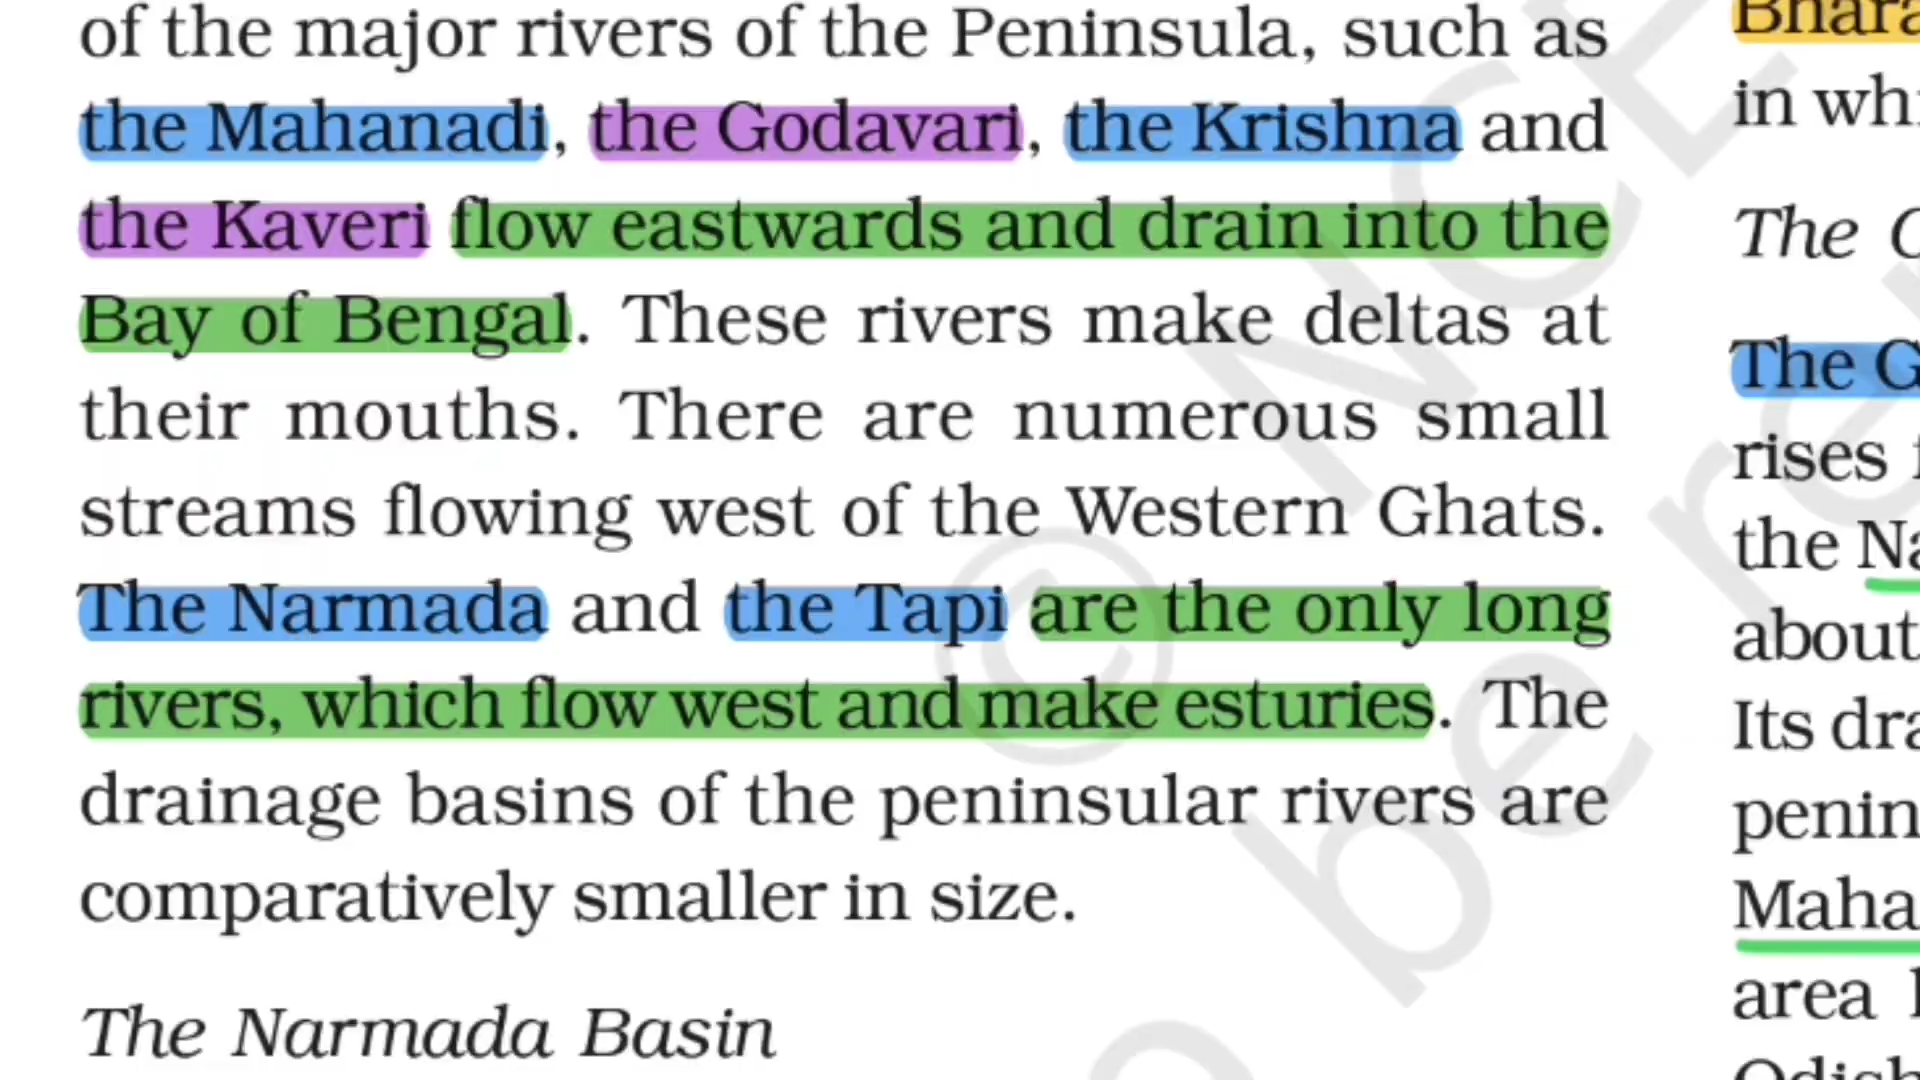 of the major rivers of the Peninsula, such as
the Mahanadi, the Godavari, the Krishna and
the Kaveri flow eastwards and drain into the
Bay of Bengal. These rivers make deltas at
their mouths. There are numerous small
streams flowing west of the Western Ghats.
The Narmada and the Tapi are the only long
rivers, which flow west and make esturies. The
drainage basins of the peninsular rivers are
comparatively smaller in size.
The Narmada Basin
in
The
The
rises
the
about
Its
area
© NCE
be re